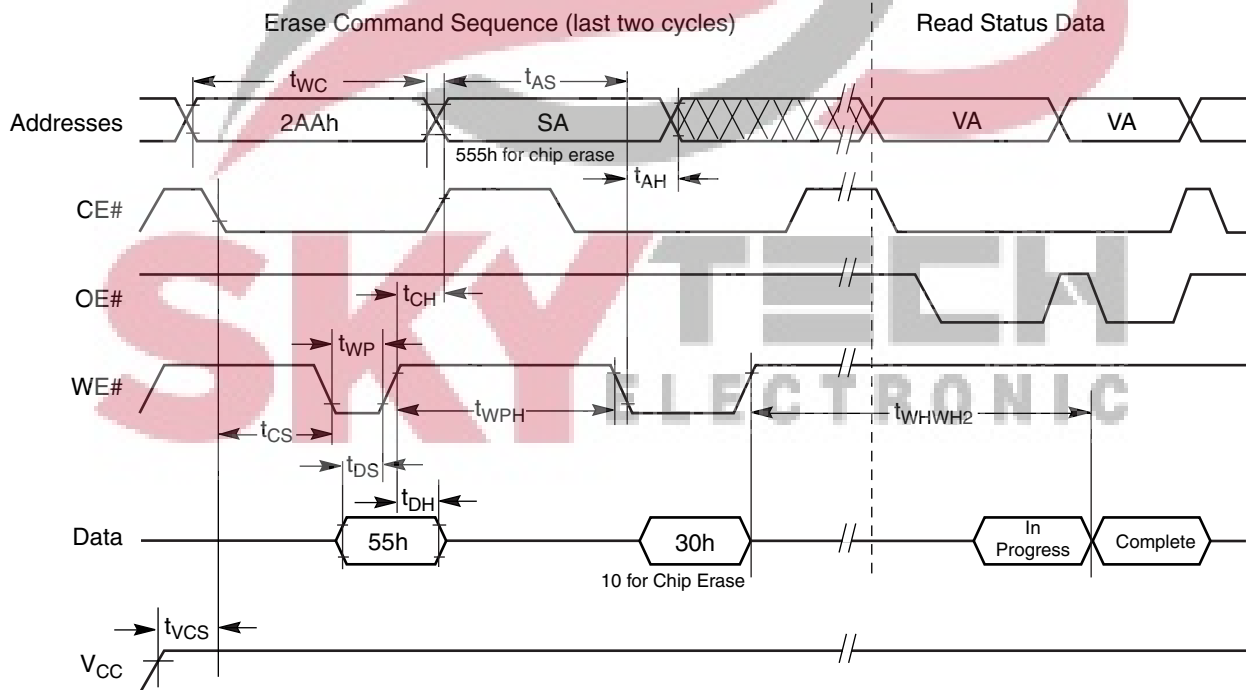 Erase Command Sequence (last two cycles)
Read Status Data
tWC
tAS
Addresses
2AAh
SA
VA
VA
555h for chip erase
tAH
CE#
OE#
tCH
tWP
WE#
tWPH
tWHWH2
tCS
tDS
tDH
Data
55h
30h
In
Progress
Complete
10 for Chip Erase
tVCS
VCC
SKYTECH
ELECTRONIC